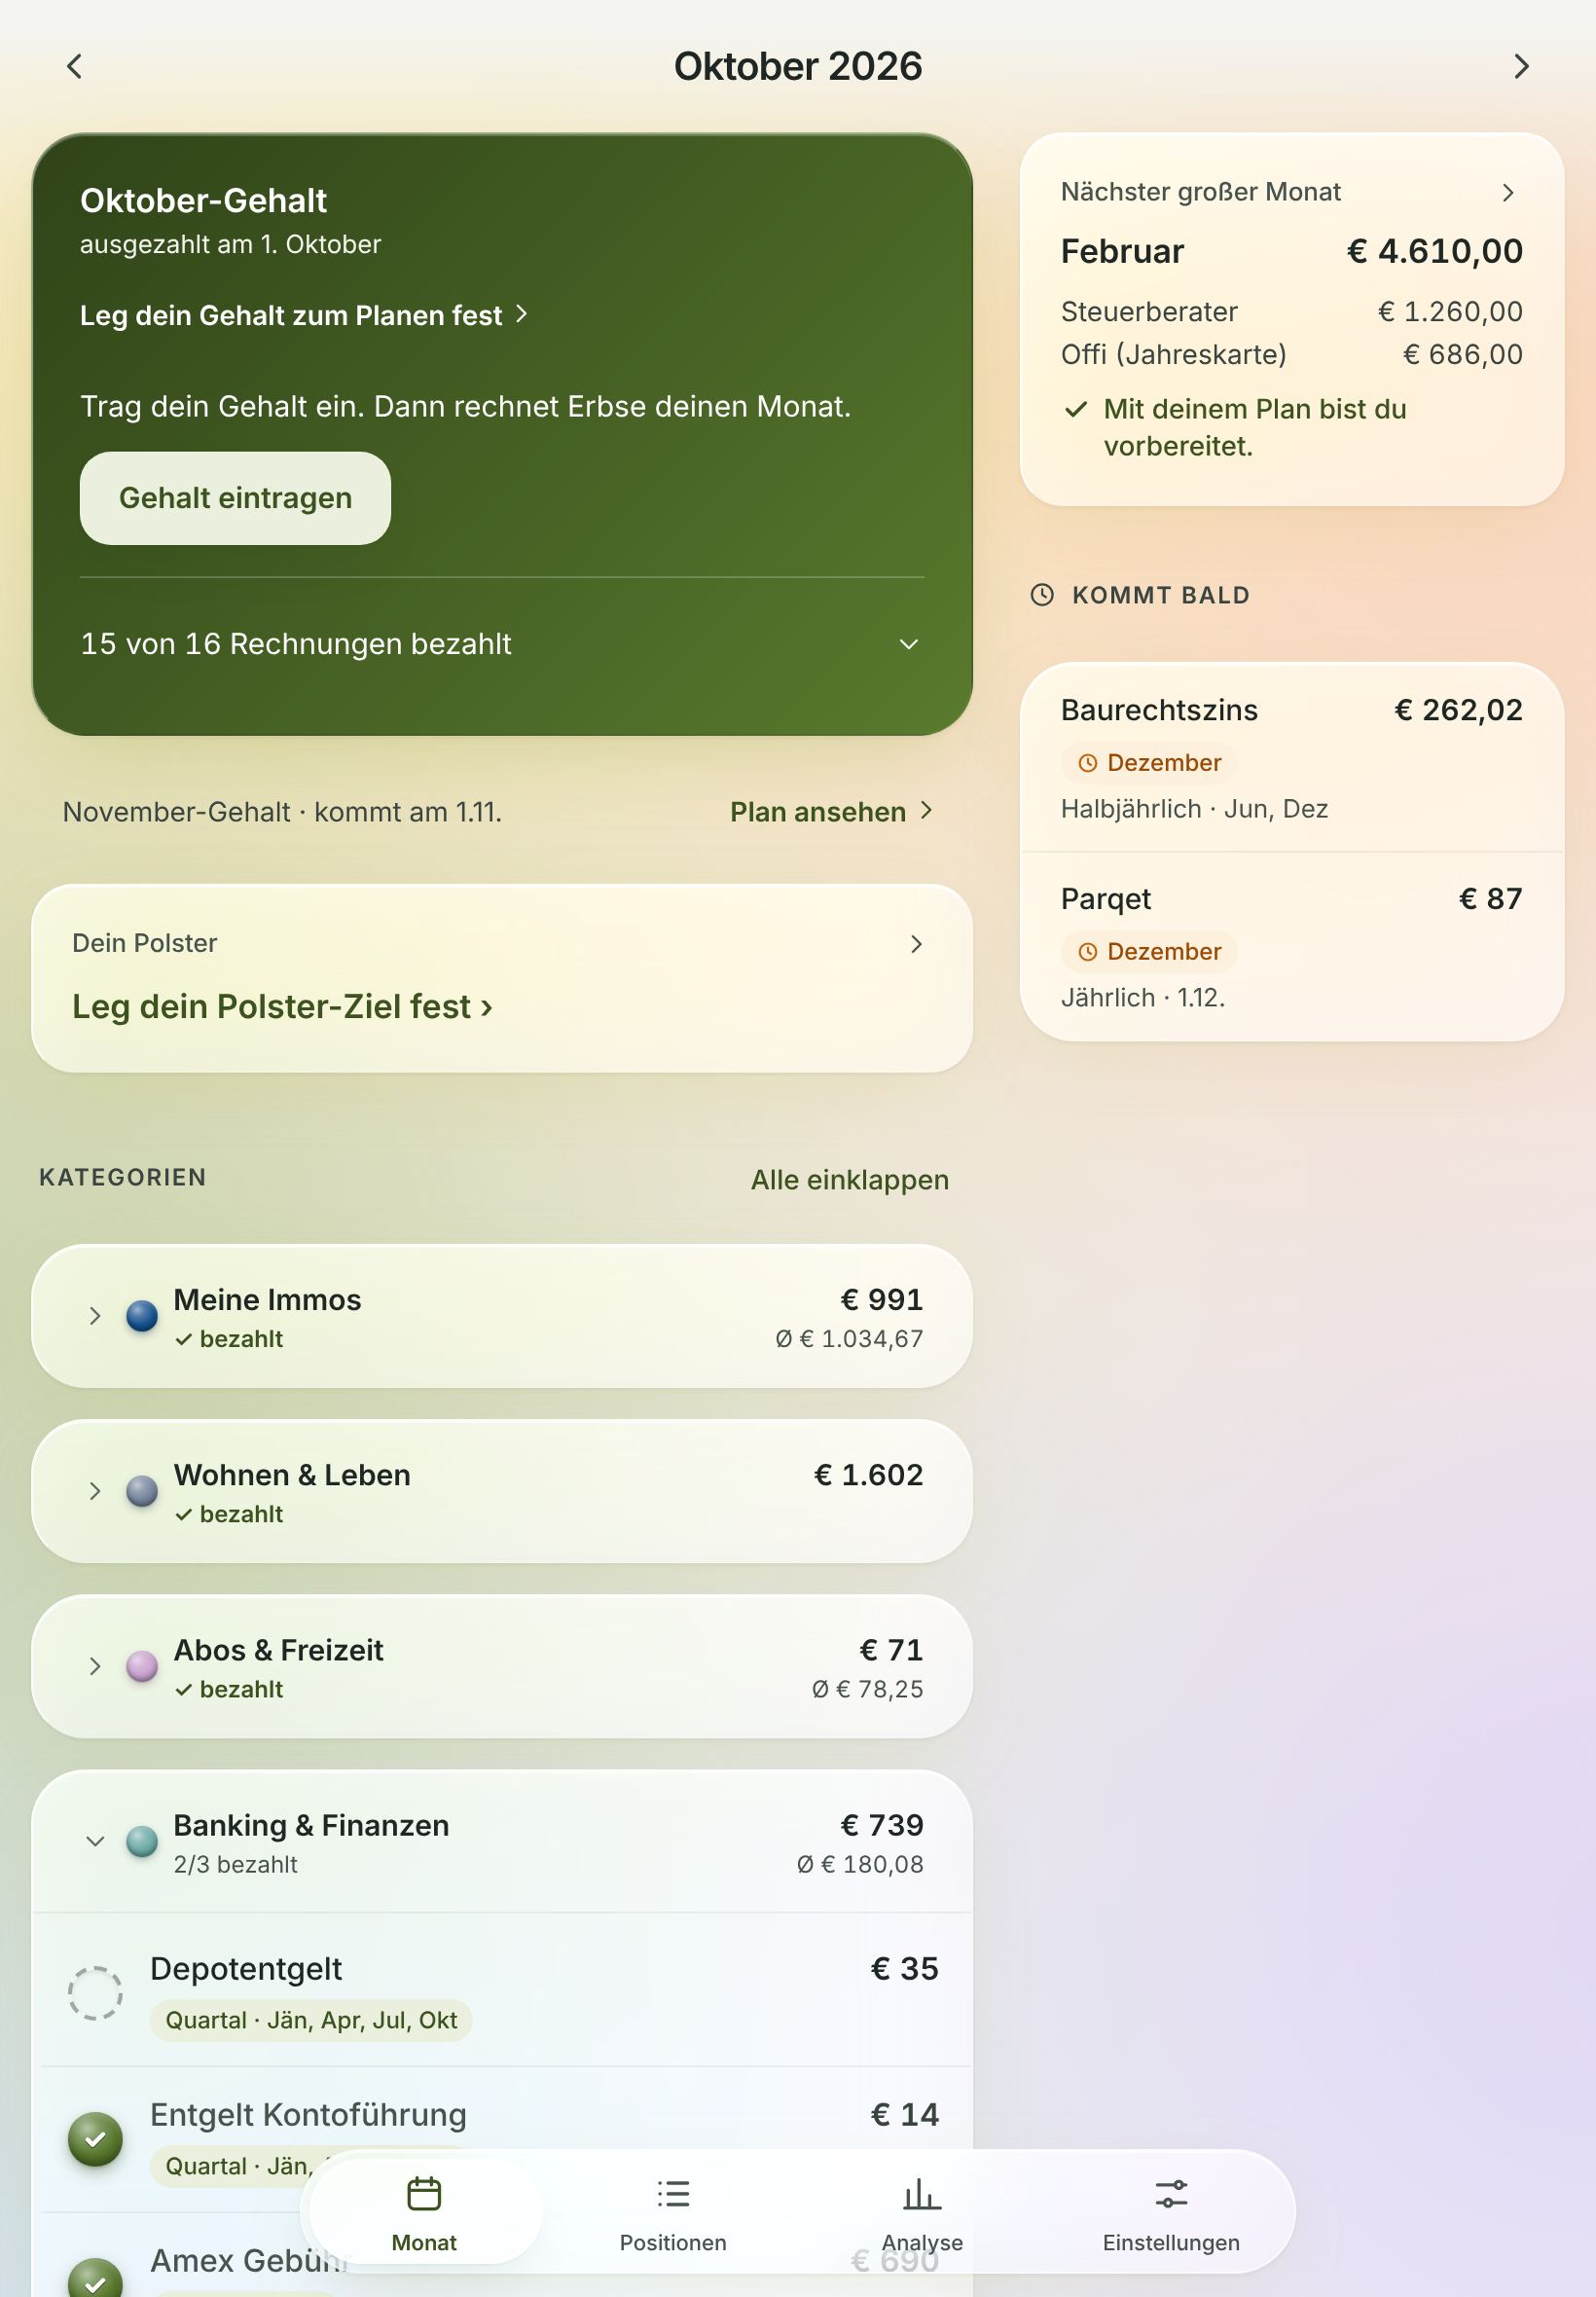 Oktober 2026
Oktober-Gehalt
ausgezahlt am 1. Oktober
Leg dein Gehalt zum Planen fest
Trag dein Gehalt ein. Dann rechnet Erbse deinen Monat.
Gehalt eintragen
15 von 16 Rechnungen bezahlt
November-Gehalt · kommt am 1.11.
Plan ansehen
Dein Polster
Leg dein Polster-Ziel fest ›
Nächster großer Monat
Februar € 4.610,00
Steuerberater € 1.260,00
Offi (Jahreskarte) € 686,00
Mit deinem Plan bist du
vorbereitet.
KOMMT BALD
Baurechtszins € 262,02
Dezember
Halbjährlich · Jun, Dez
Parqet € 87
Dezember
Jährlich · 1.12.
KATEGORIEN
Alle einklappen
Meine Immos € 991
✓ bezahlt Ø € 1.034,67
Wohnen & Leben € 1.602
✓ bezahlt
Abos & Freizeit € 71
✓ bezahlt Ø € 78,25
Banking & Finanzen € 739
2/3 bezahlt Ø € 180,08
Depotentgelt € 35
Quartal · Jän, Apr, Jul, Okt
Entgelt Kontoführung € 14
Quartal · Jän,
Amex Gebühr € 690
Monat
Positionen
Analyse
Einstellungen